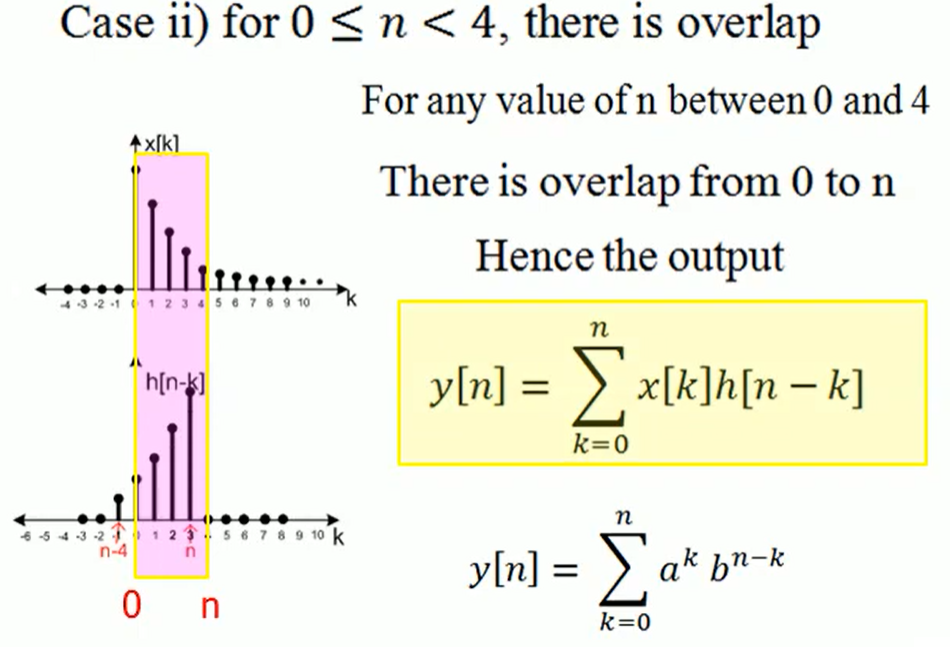 Case ii) for 0 ≤ n < 4, there is overlap
For any value of n between 0 and 4
x[k]
There is overlap from 0 to n
Hence the output
-4 -3 -2 -1 0 1 2 3 4 5 6 7 8 9 10 k
y[n] = ∑_{k=0}^{n} x[k]h[n − k]
h[n-k]
-6 -5 -4 -3 -2 -1 1 2 3 5 6 7 8 9 10 k
n-4 n
y[n] = ∑_{k=0}^{n} a^k b^{n−k}
0 n